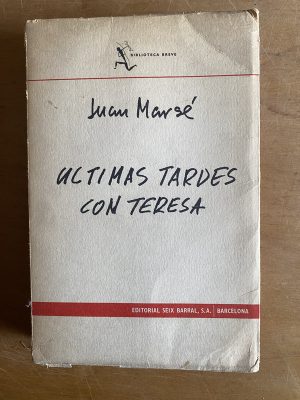 BIBLIOTECA BREVE
Juan Marsé
ULTIMAS TARDES
CON TERESA
EDITORIAL SEIX BARRAL, S.A. BARCELONA